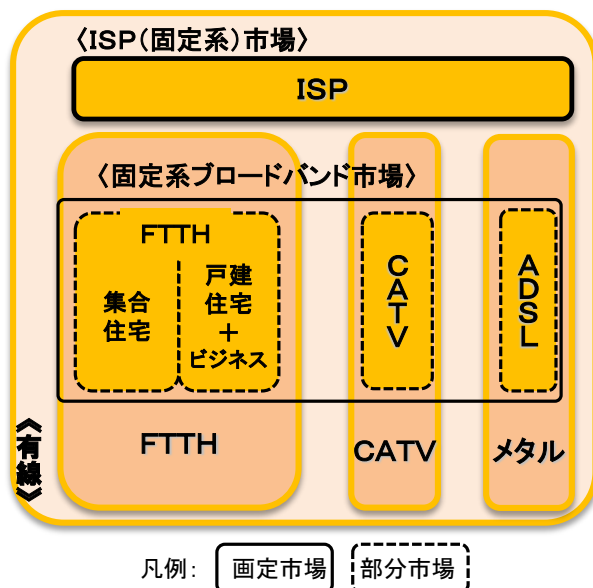 〈ISP(固定系)市場〉
ISP
〈固定系ブロードバンド市場〉
FTTH
集合
住宅
戸建
住宅
+
ビジネス
CATV
ADSL
FTTH
CATV
メタル
《有線》
凡例:
画定市場
部分市場